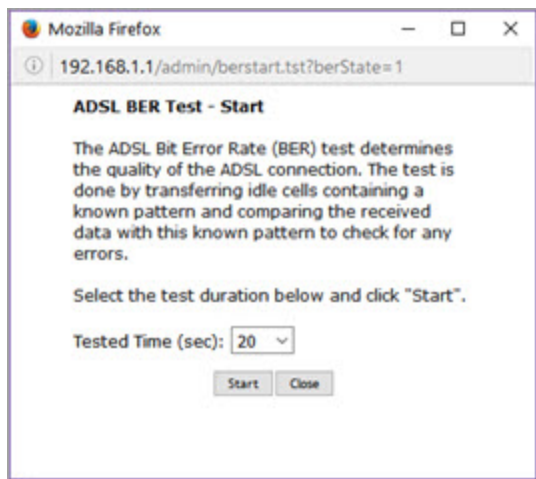 Mozilla Firefox
192.168.1.1/admin/berstart.tst?berState=1
ADSL BER Test - Start
The ADSL Bit Error Rate (BER) test determines
the quality of the ADSL connection. The test is
done by transferring idle cells containing a
known pattern and comparing the received
data with this known pattern to check for any
errors.
Select the test duration below and click "Start".
Tested Time (sec): 20
Start Close